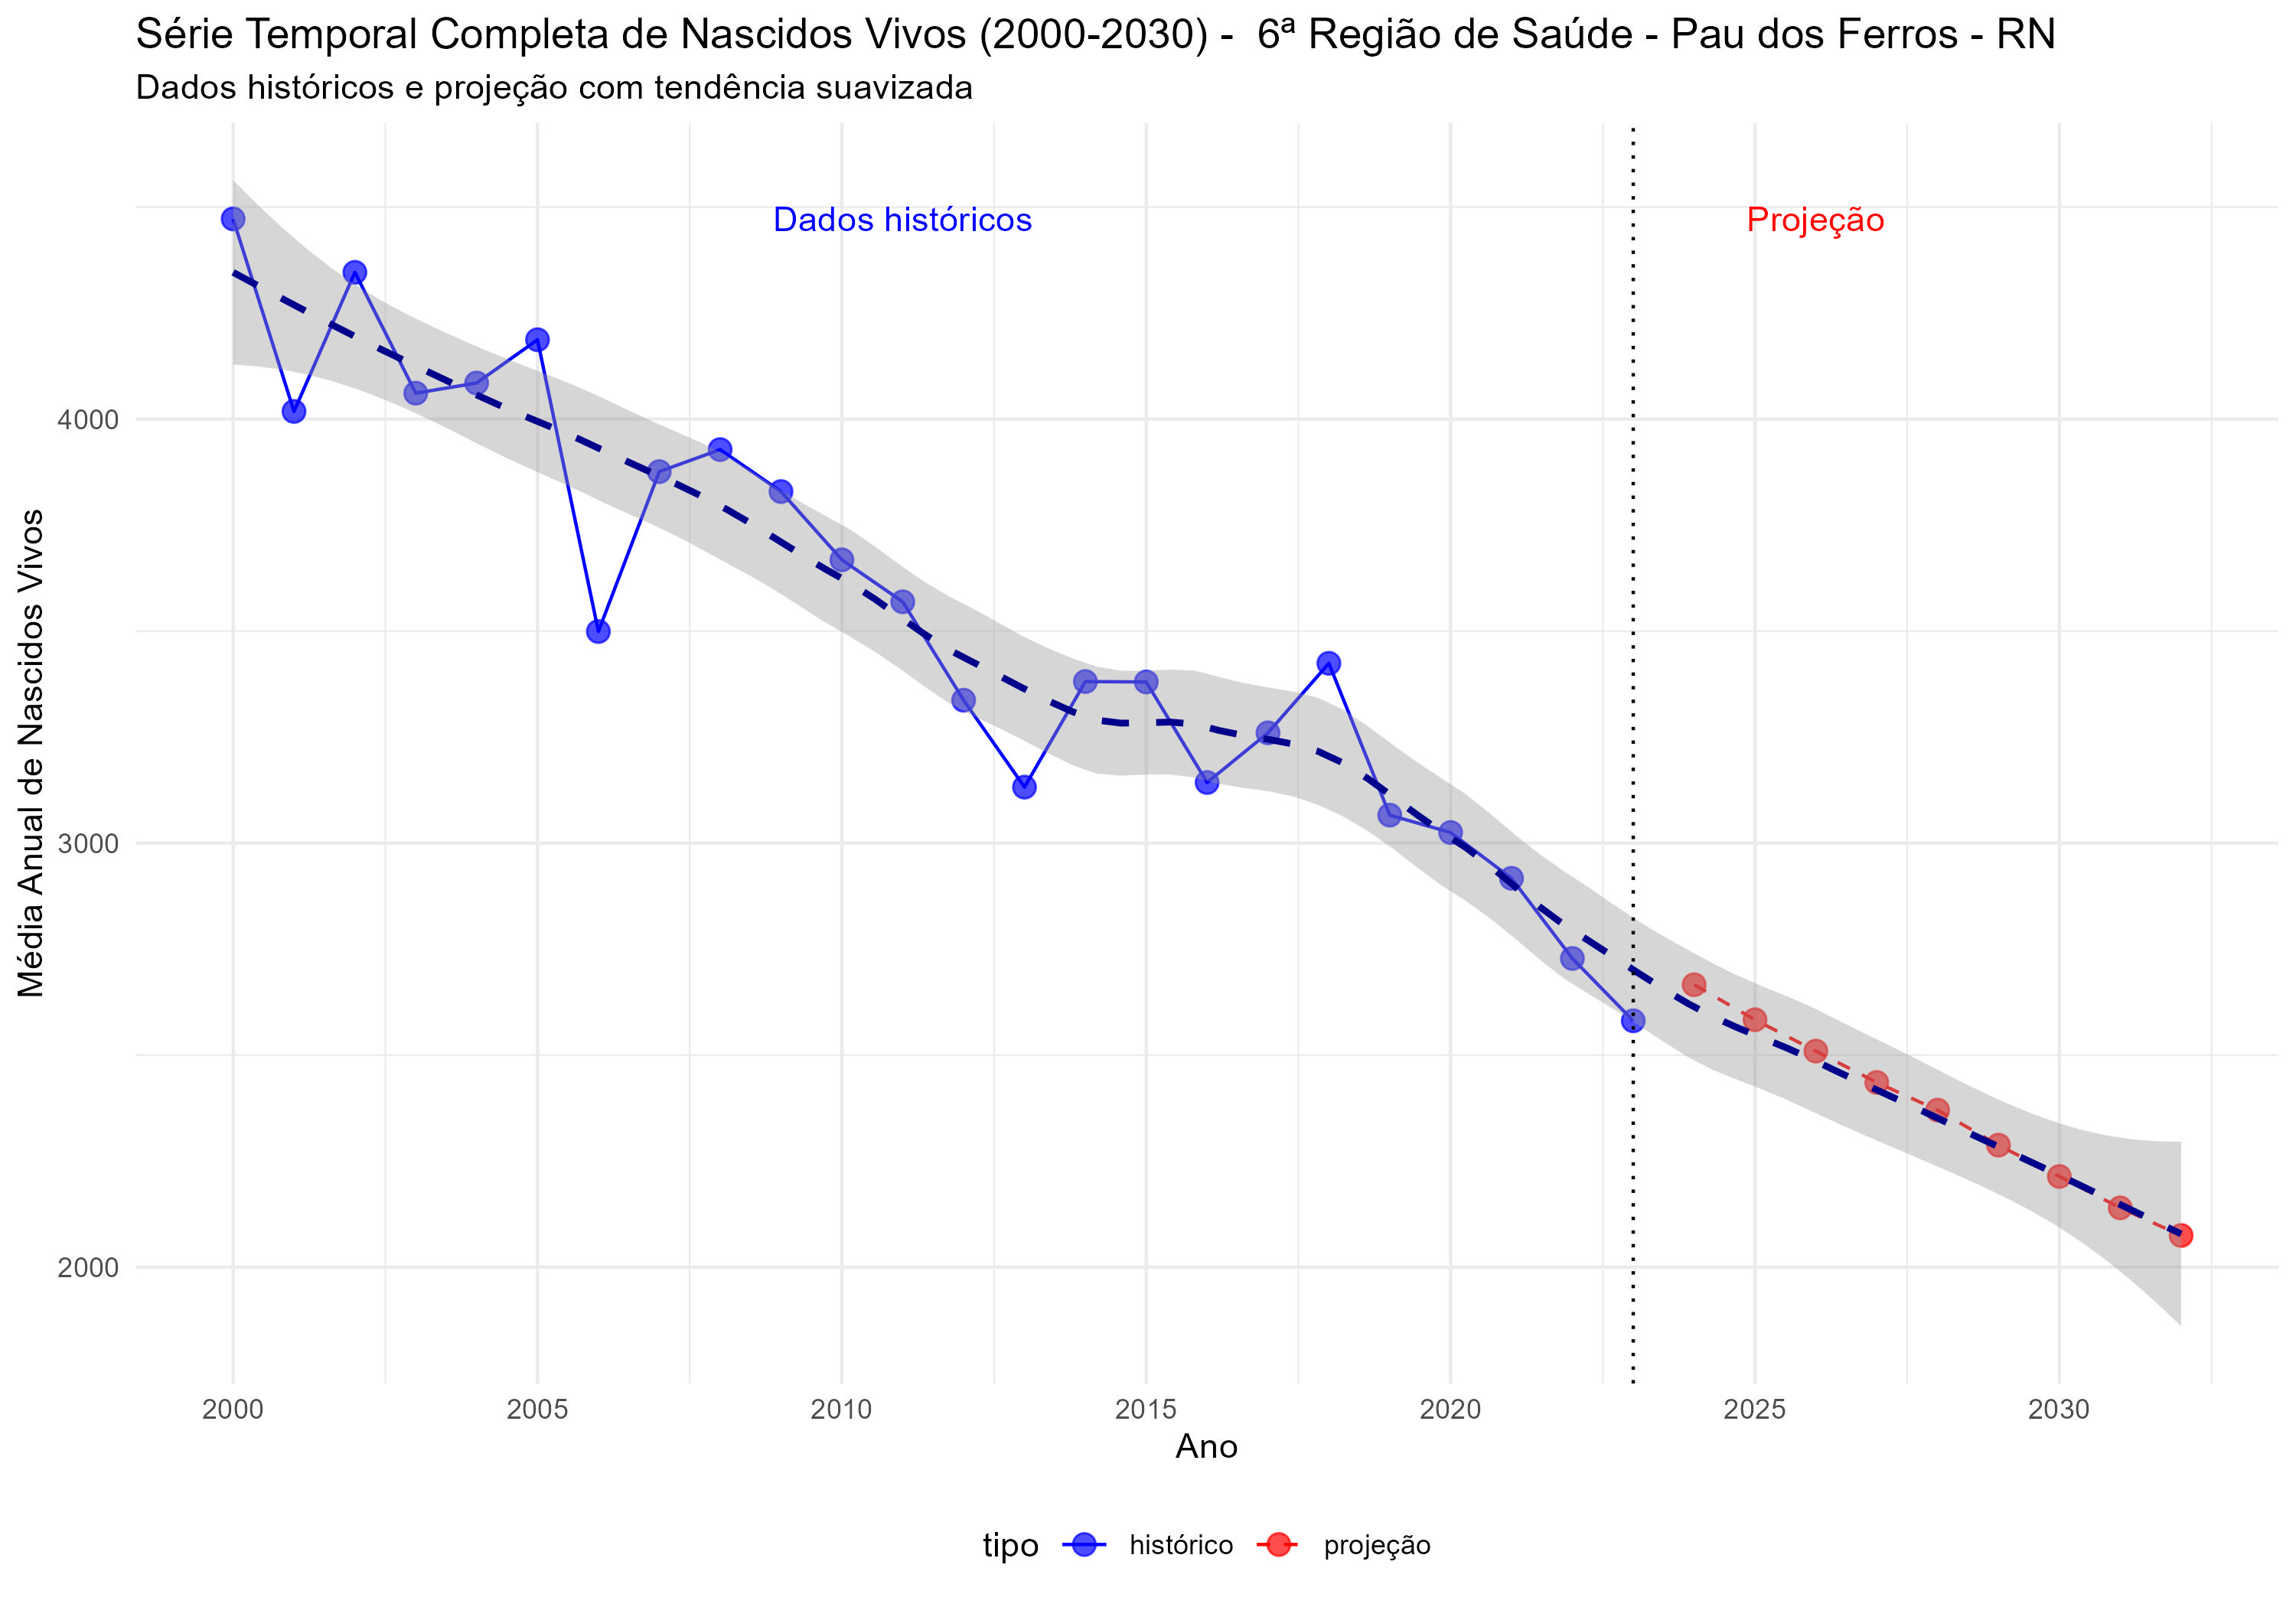 Série Temporal Completa de Nascidos Vivos (2000-2030) -  6ª Região de Saúde - Pau dos Ferros - RN
Dados históricos e projeção com tendência suavizada
Dados históricos
Projeção
Média Anual de Nascidos Vivos
4000
3000
2000
2000 2005 2010 2015 2020 2025 2030
Ano
tipo histórico projeção